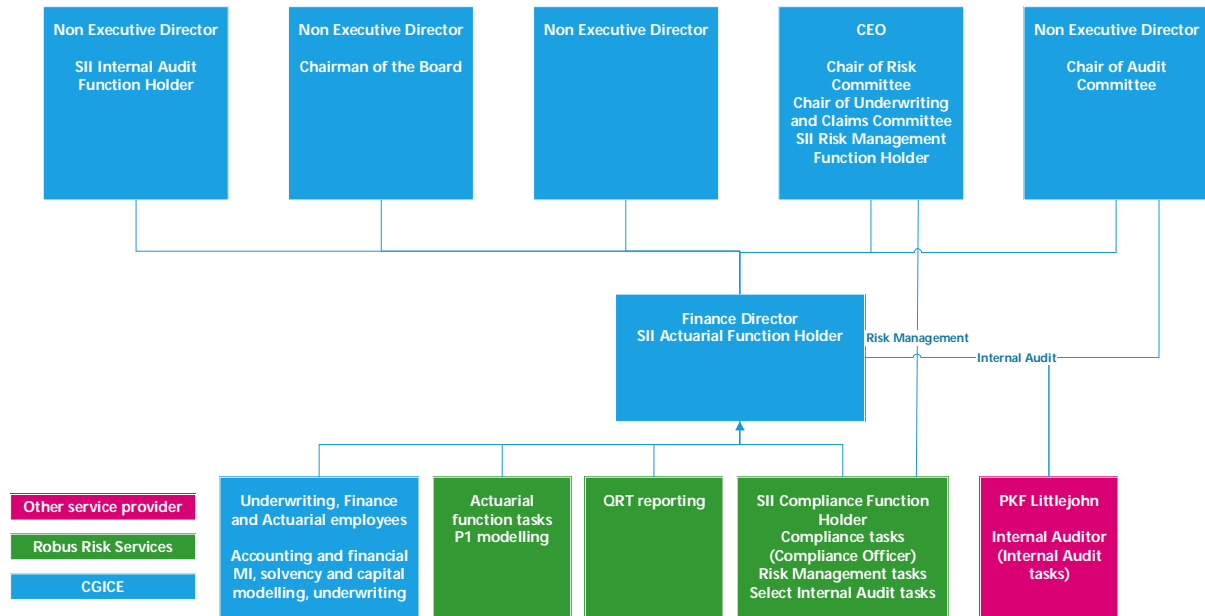 Non Executive Director
SII Internal Audit
Function Holder
Non Executive Director
Chairman of the Board
Non Executive Director
CEO
Chair of Risk
Committee
Chair of Underwriting
and Claims Committee
SII Risk Management
Function Holder
Non Executive Director
Chair of Audit
Committee
Finance Director
SII Actuarial Function Holder
Risk Management
Internal Audit
Other service provider
Robus Risk Services
CGICE
Underwriting, Finance
and Actuarial employees
Accounting and financial
MI, solvency and capital
modelling, underwriting
Actuarial
function tasks
P1 modelling
QRT reporting
SII Compliance Function
Holder
Compliance tasks
(Compliance Officer)
Risk Management tasks
Select Internal Audit tasks
PKF Littlejohn
Internal Auditor
(Internal Audit
tasks)